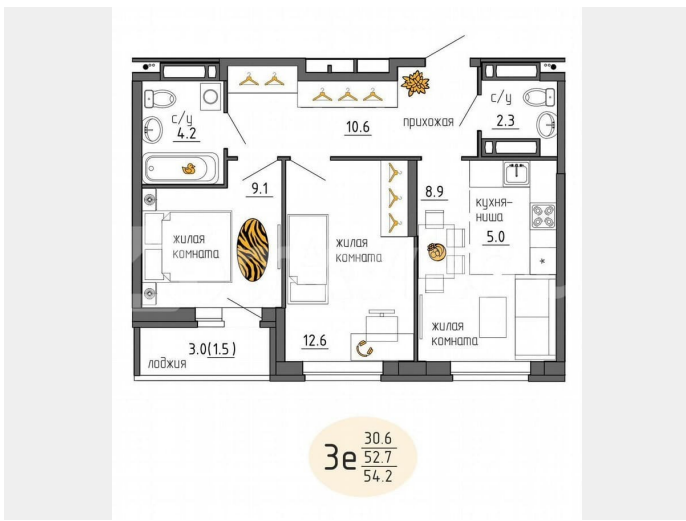 с/у
4.2
10.6
прихожая
с/у
2.3
9.1
жилая
комната
жилая
комната
8.9
кухня-
ниша
5.0
3.0(1.5)
лоджия
12.6
жилая
комната
3е
30.6
52.7
54.2